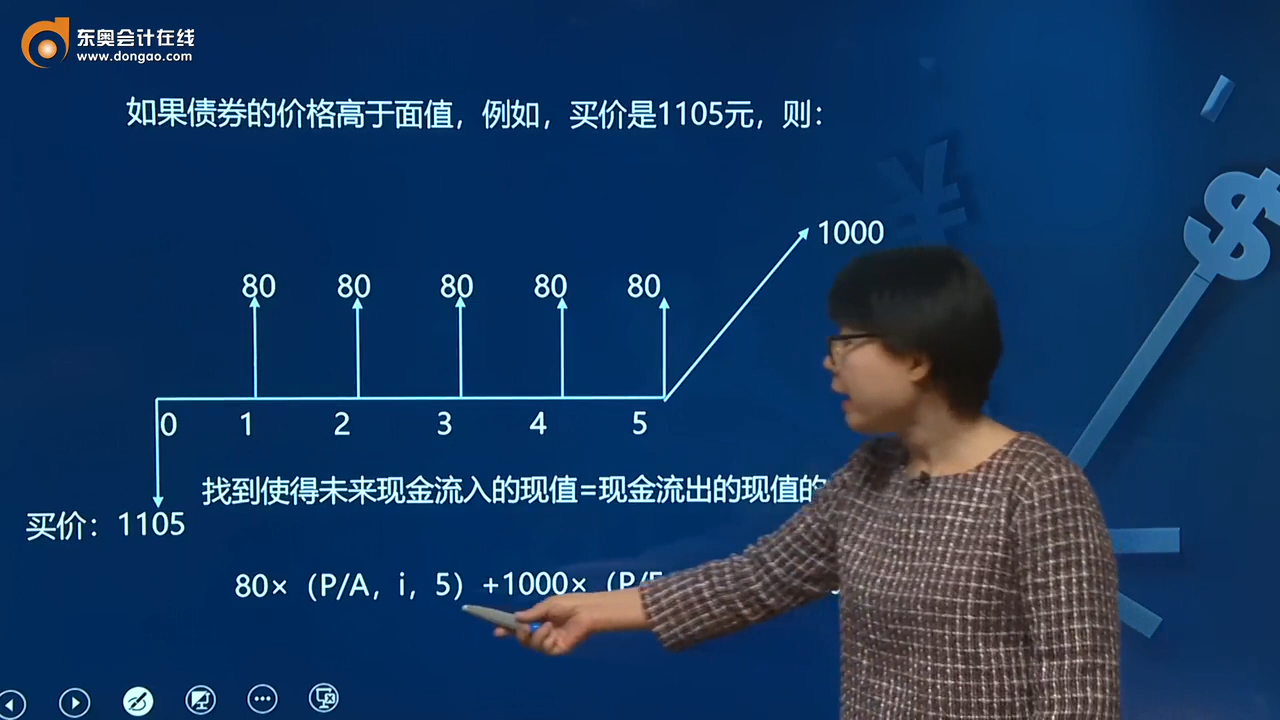 东奥会计在线
www.dongao.com
如果债券的价格高于面值，例如，买价是1105元，则：
1000
80 80 80 80 80
0 1 2 3 4 5
找到使得未来现金流入的现值=现金流出的现值的
买价：1105
80×（P/A，i，5）+1000×（P/F